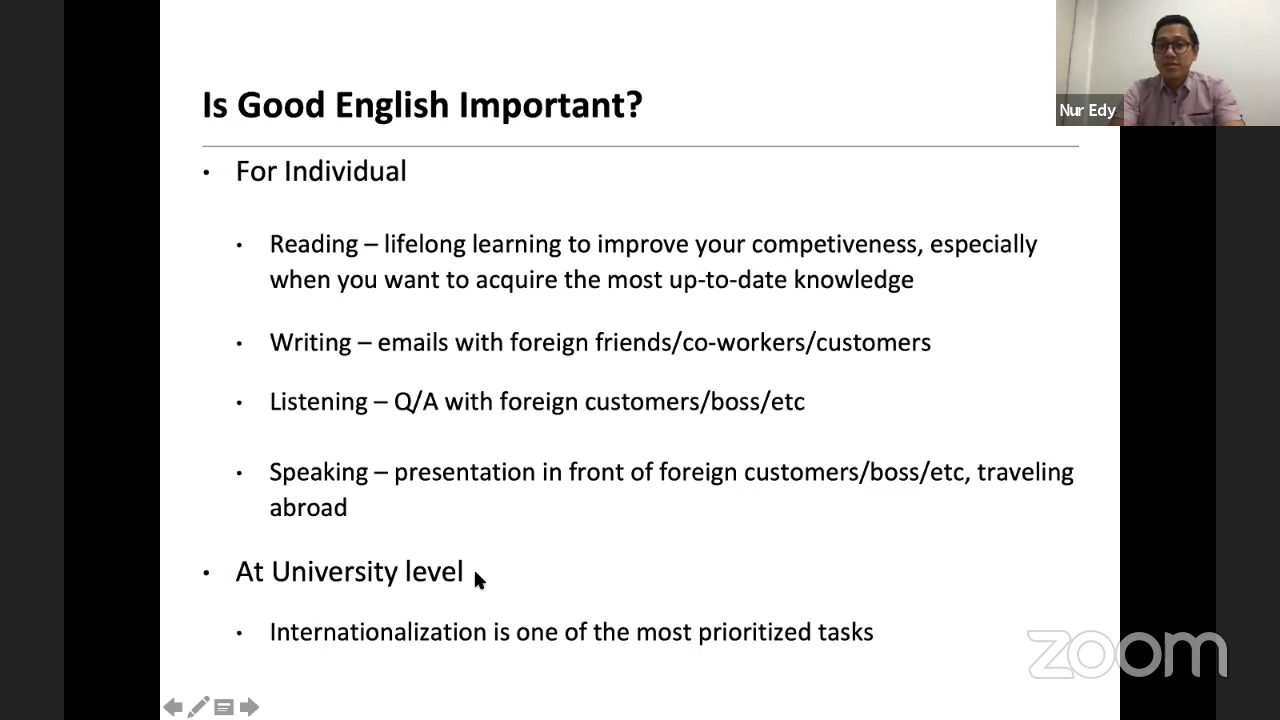 Is Good English Important?
Nur Edy
• For Individual
• Reading – lifelong learning to improve your competiveness, especially
when you want to acquire the most up-to-date knowledge
• Writing – emails with foreign friends/co-workers/customers
• Listening – Q/A with foreign customers/boss/etc
• Speaking – presentation in front of foreign customers/boss/etc, traveling
abroad
• At University level
• Internationalization is one of the most prioritized tasks
zoom